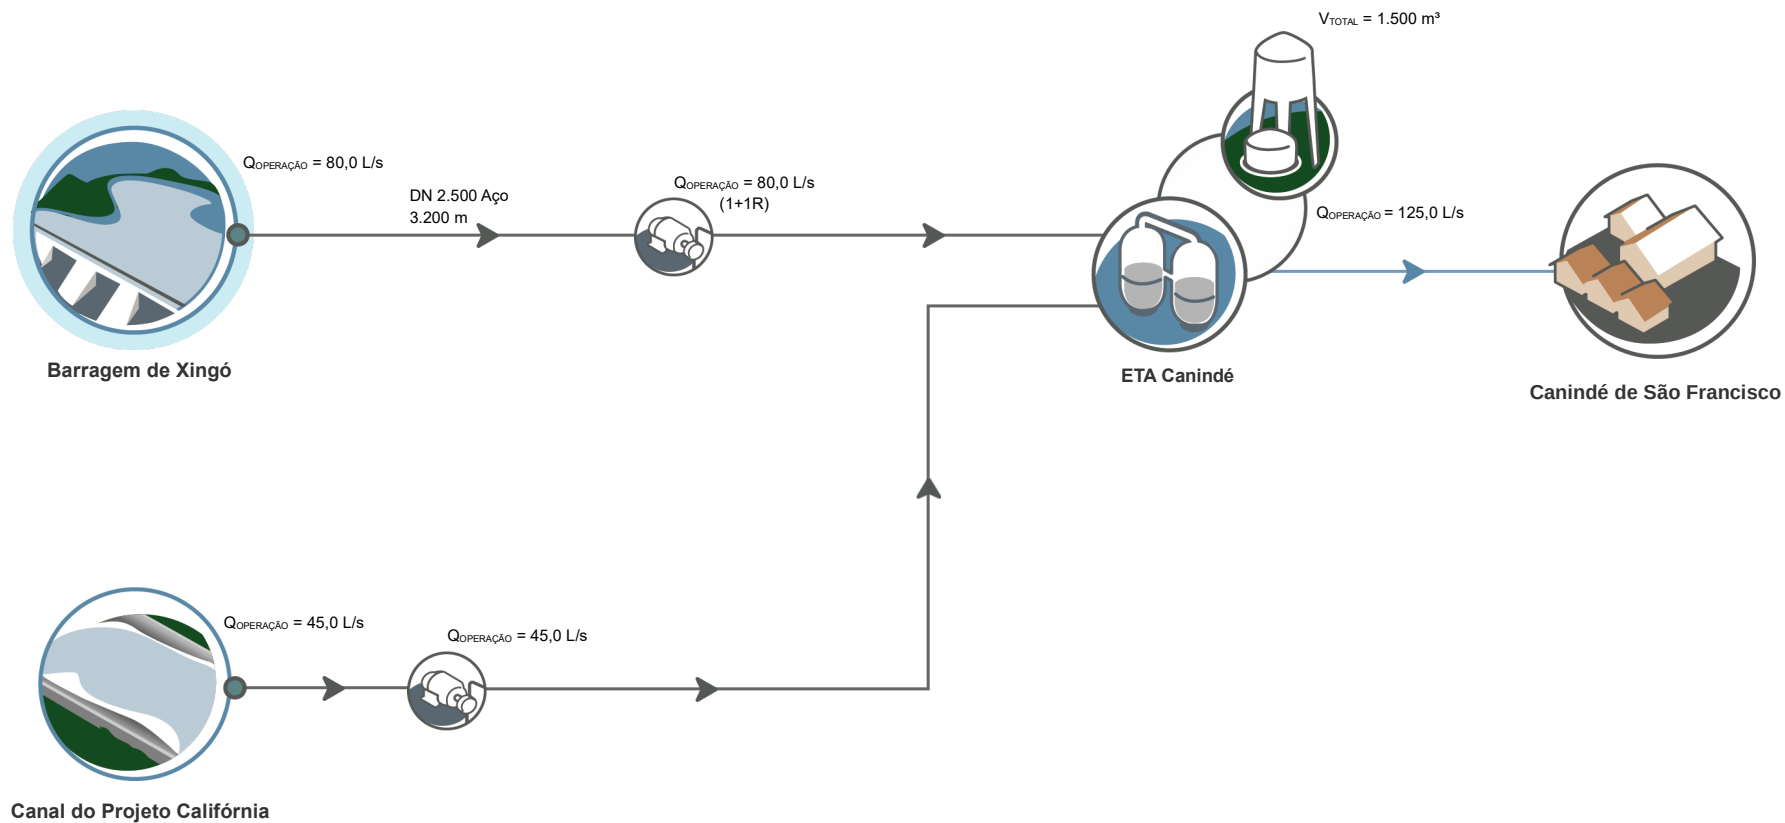 VTOTAL = 1.500 m³
QOPERAÇÃO = 80,0 L/s
DN 2.500 Aço
3.200 m
QOPERAÇÃO = 80,0 L/s
(1+1R)
QOPERAÇÃO = 125,0 L/s
Barragem de Xingó
ETA Canindé
Canindé de São Francisco
QOPERAÇÃO = 45,0 L/s
QOPERAÇÃO = 45,0 L/s
Canal do Projeto Califórnia